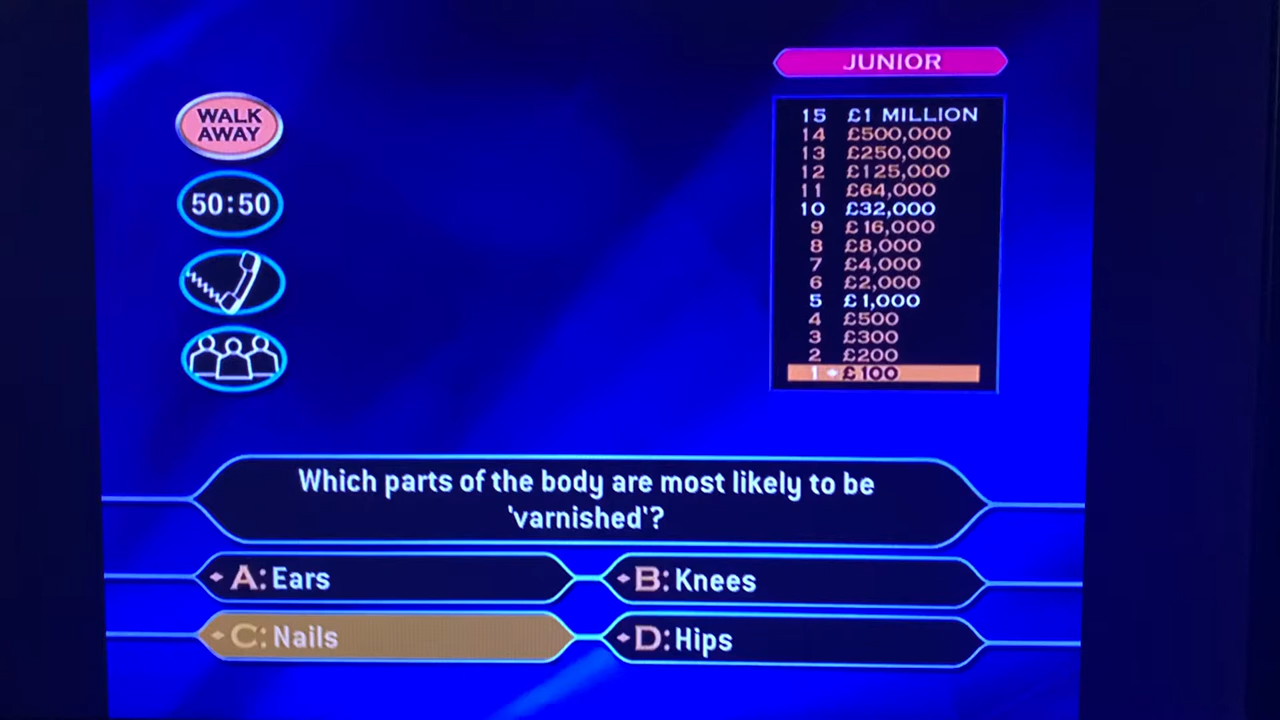 JUNIOR
WALK
AWAY
50:50
15 £1 MILLION
14 £500,000
13 £250,000
12 £125,000
11 £64,000
10 £32,000
9 £16,000
8 £8,000
7 £4,000
6 £2,000
5 £1,000
4 £500
3 £300
2 £200
1 £100
Which parts of the body are most likely to be
'varnished'?
A: Ears
B: Knees
C: Nails
D: Hips